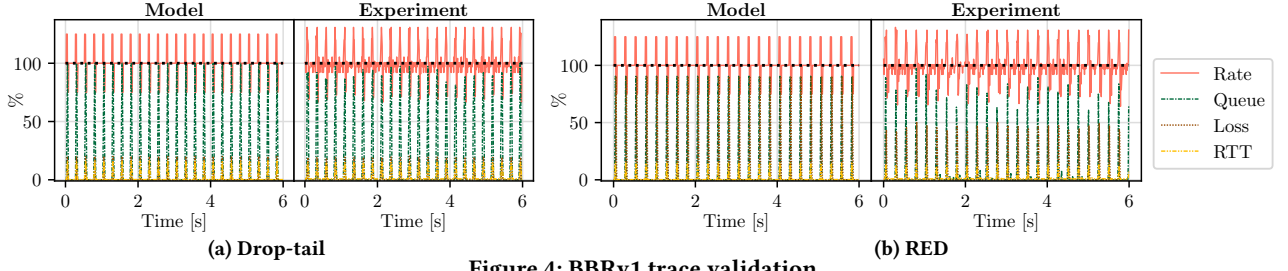 Model Experiment Model Experiment
100 100
% %
50 50
0 0
0 2 4 6 0 2 4 6 0 2 4 6 0 2 4 6
Time [s] Time [s] Time [s] Time [s]
Rate
Queue
Loss
RTT
(a) Drop-tail (b) RED
Figure 4: BBRv1 trace validation